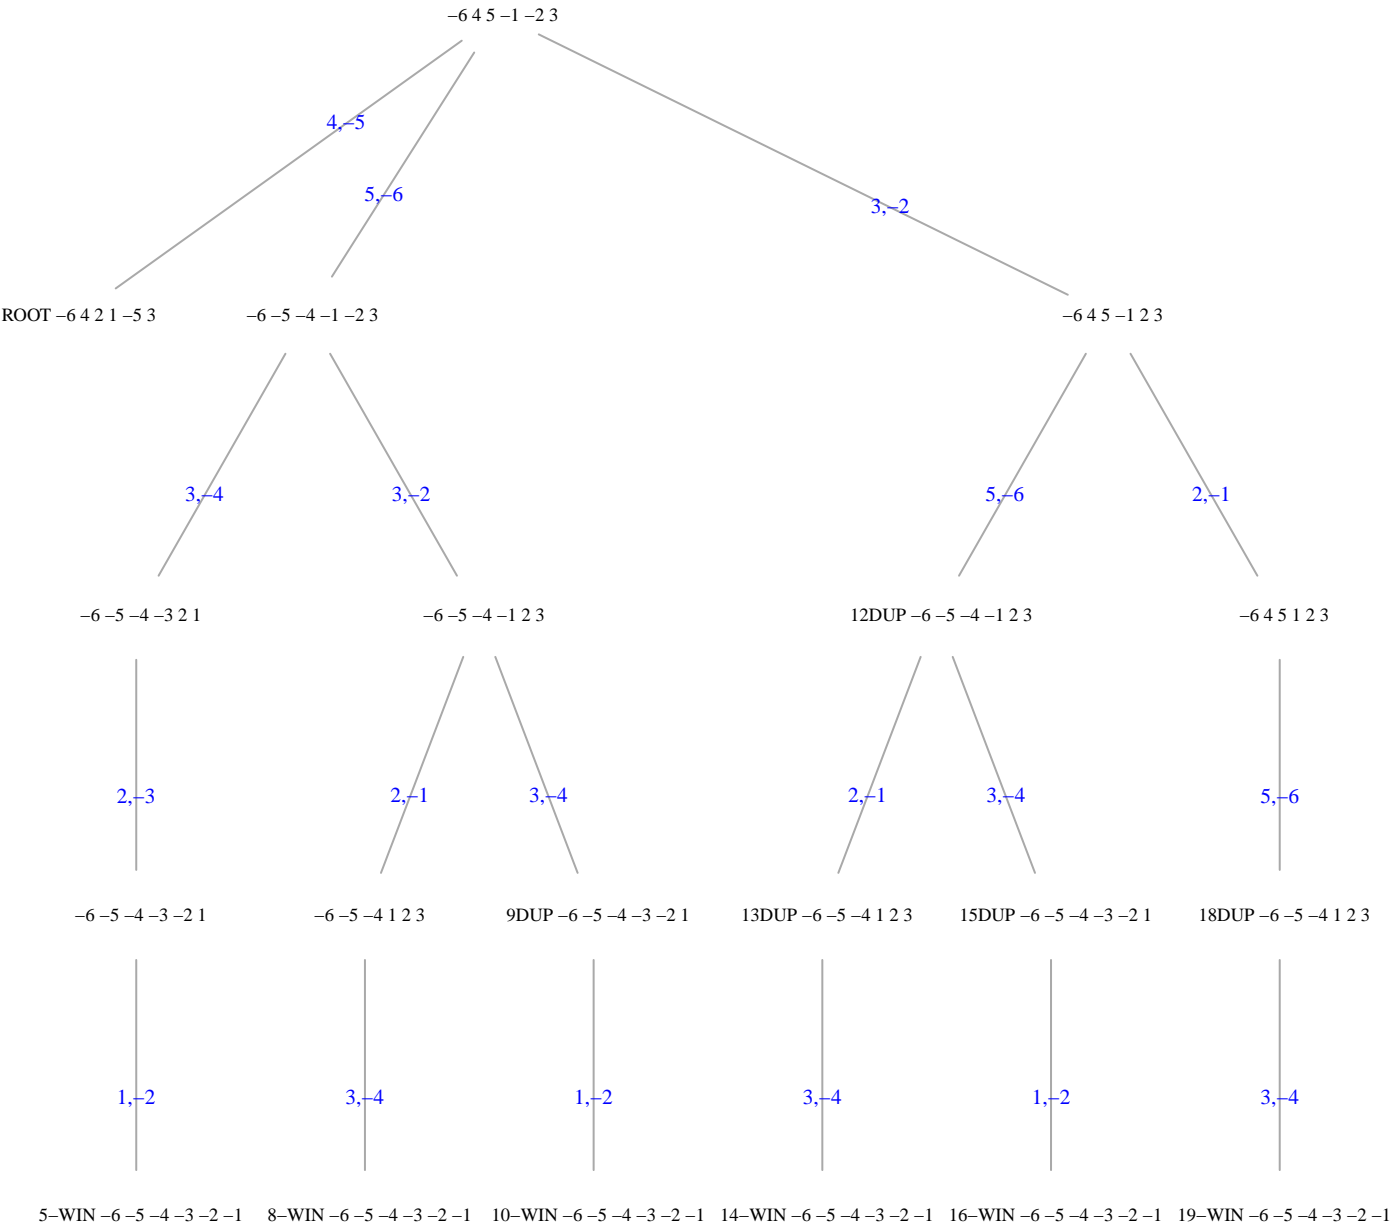 –6 4 5 –1 –2 3
4,–5
5,–6
3,–2
ROOT –6 4 2 1 –5 3
–6 –5 –4 –1 –2 3
–6 4 5 –1 2 3
3,–4
3,–2
5,–6
2,–1
–6 –5 –4 –3 2 1
–6 –5 –4 –1 2 3
12DUP –6 –5 –4 –1 2 3
–6 4 5 1 2 3
2,–3
2,–1
3,–4
2,–1
3,–4
5,–6
–6 –5 –4 –3 –2 1
–6 –5 –4 1 2 3
9DUP –6 –5 –4 –3 –2 1
13DUP –6 –5 –4 1 2 3
15DUP –6 –5 –4 –3 –2 1
18DUP –6 –5 –4 1 2 3
1,–2
3,–4
1,–2
3,–4
1,–2
3,–4
5–WIN –6 –5 –4 –3 –2 –1
8–WIN –6 –5 –4 –3 –2 –1
10–WIN –6 –5 –4 –3 –2 –1
14–WIN –6 –5 –4 –3 –2 –1
16–WIN –6 –5 –4 –3 –2 –1
19–WIN –6 –5 –4 –3 –2 –1